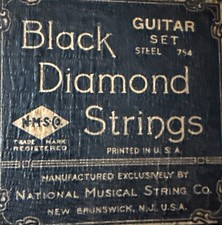 GUITAR
SET
STEEL 754
Black
Diamond
N.M.S.Co.
Strings
TRADE MARK
REGISTERED
PRINTED IN U.S.A.
MANUFACTURED EXCLUSIVELY BY
NATIONAL MUSICAL STRING CO.
NEW BRUNSWICK, N.J., U.S.A.